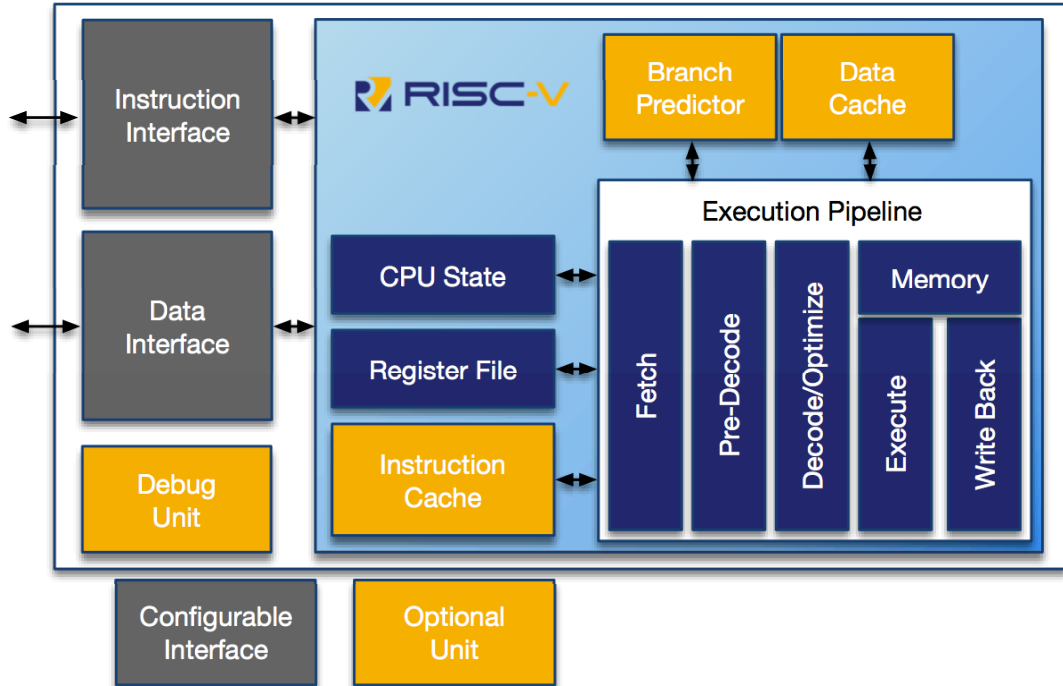 Instruction
Interface
RISC-V
Branch
Predictor
Data
Cache
Execution Pipeline
CPU State
Register File
Instruction
Cache
Data
Interface
Debug
Unit
Fetch
Pre-Decode
Decode/Optimize
Memory
Execute
Write Back
Configurable
Interface
Optional
Unit